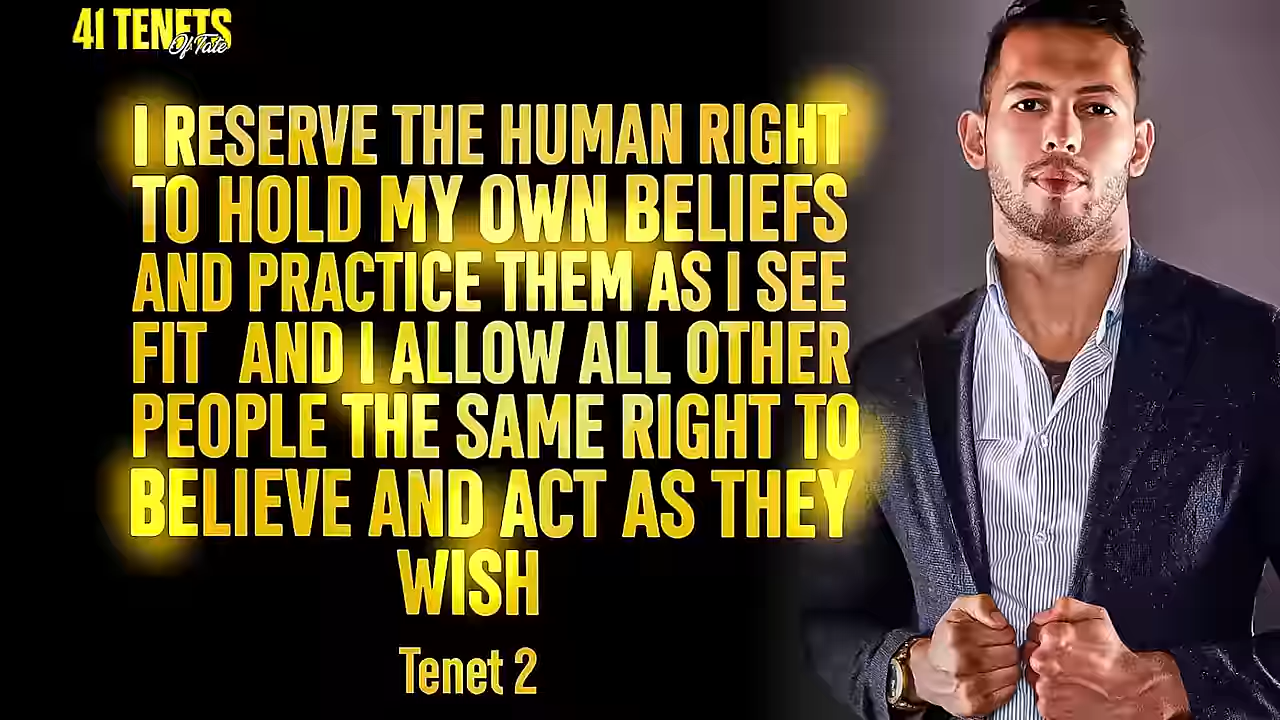 41 TENETS
Of Tate
I RESERVE THE HUMAN RIGHT
TO HOLD MY OWN BELIEFS
AND PRACTICE THEM AS I SEE
FIT AND I ALLOW ALL OTHER
PEOPLE THE SAME RIGHT TO
BELIEVE AND ACT AS THEY
WISH
Tenet 2